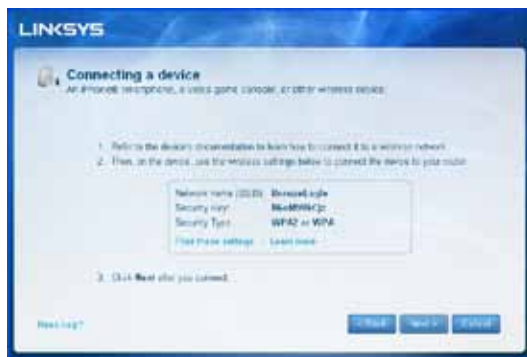 LINKSYS
Connecting a device
An iPhone® smartphone, a video game console, or other wireless device
1. Refer to the device's documentation to learn how to connect it to a wireless network
2. Then, on the device, use the wireless settings below to connect the device to your router
Network name (SSID):
Security Key:
Security Type: WPA2 or WPA
Print these settings Learn more
3. Click Next after you connect.
Need help?
< Back Next > Cancel